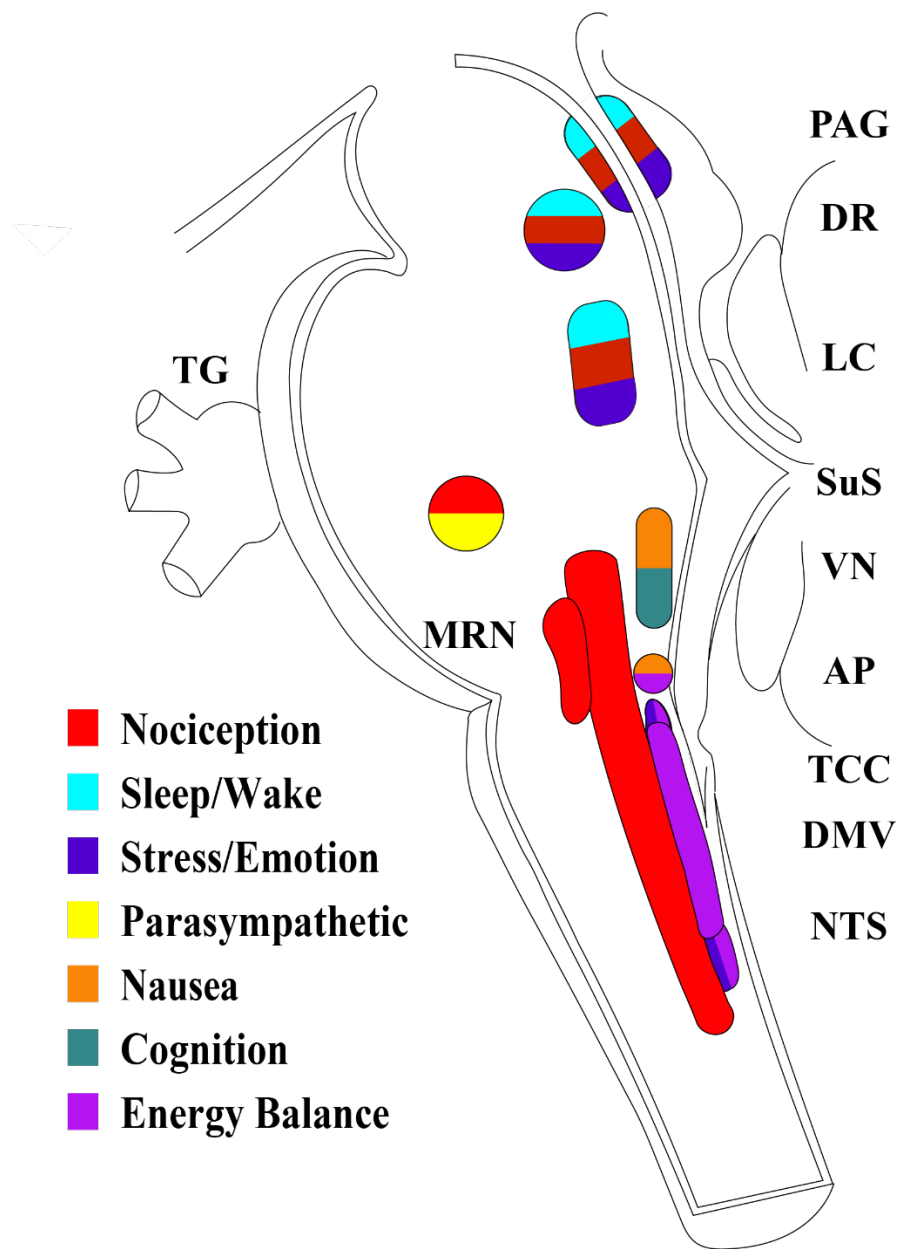 PAG
DR
LC
TG
SuS
VN
MRN
AP
TCC
DMV
NTS
Nociception
Sleep/Wake
Stress/Emotion
Parasympathetic
Nausea
Cognition
Energy Balance